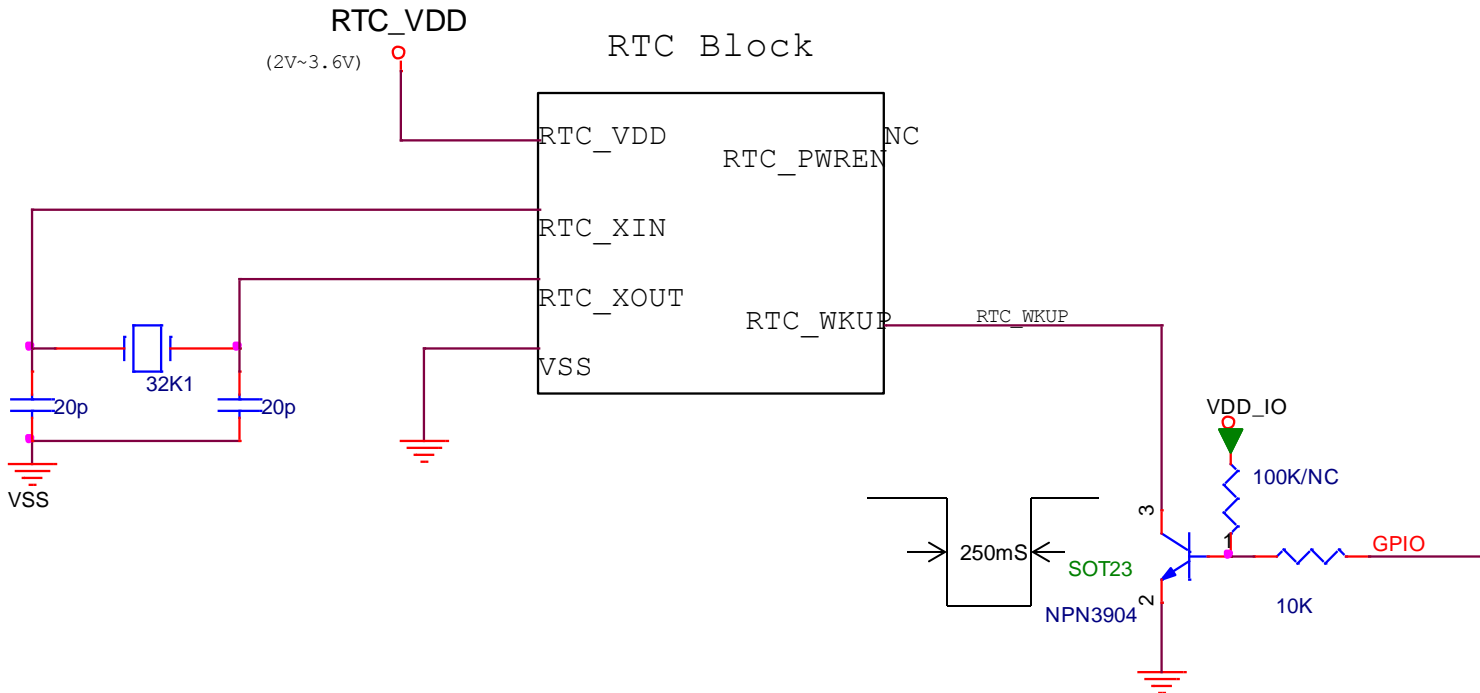 RTC_VDD
(2V~3.6V)
RTC Block
RTC_VDD
NC
RTC_PWREN
RTC_XIN
RTC_XOUT
RTC_WKUP
RTC_WKUP
VSS
32K1
20p
20p
VSS
VDD_IO
100K/NC
3
1
GPIO
250mS
SOT23
2
NPN3904
10K